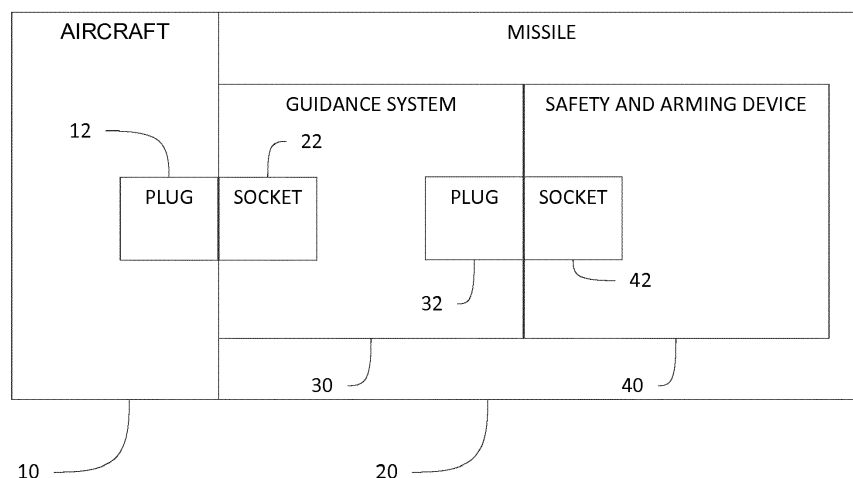 AIRCRAFT
MISSILE
GUIDANCE SYSTEM
SAFETY AND ARMING DEVICE
12
22
PLUG
SOCKET
PLUG
SOCKET
32
42
30
40
10
20